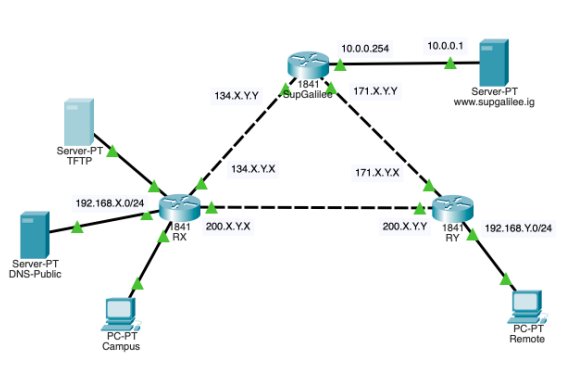 10.0.0.254
10.0.0.1
1841
SupGalilee
Server-PT
www.supgalilee.ig
134.X.Y.Y
171.X.Y.Y
Server-PT
TFTP
134.X.Y.X
171.X.Y.X
192.168.X.0/24
1841
RX
200.X.Y.X
200.X.Y.Y
1841
RY
192.168.Y.0/24
Server-PT
DNS-Public
PC-PT
Campus
PC-PT
Remote